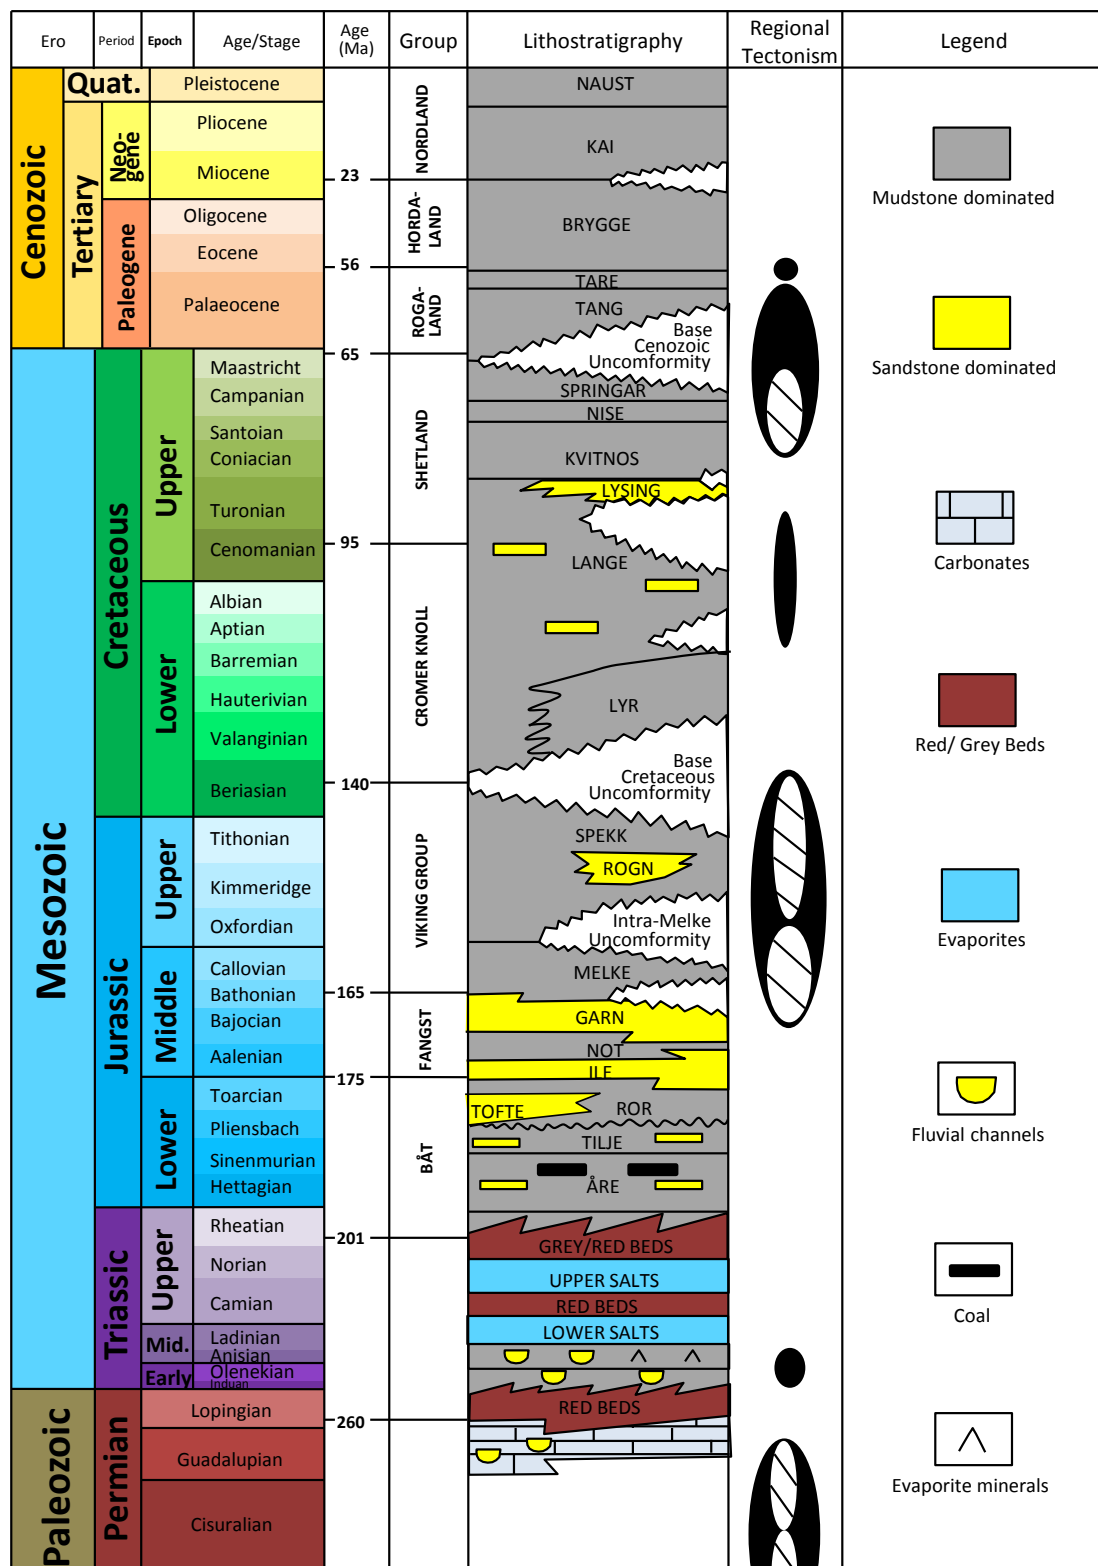 Ero
Period
Epoch
Age/Stage
Age
(Ma)
Group
Lithostratigraphy
Regional
Tectonism
Legend
Cenozoic
Mesozoic
Paleozoic
Quat.
Tertiary
Neo-
gene
Paleogene
Cretaceous
Jurassic
Triassic
Permian
Upper
Lower
Upper
Middle
Lower
Upper
Mid.
Early
Pleistocene
Pliocene
Miocene
Oligocene
Eocene
Palaeocene
Maastricht
Campanian
Santoian
Coniacian
Turonian
Cenomanian
Albian
Aptian
Barremian
Hauterivian
Valanginian
Beriasian
Tithonian
Kimmeridge
Oxfordian
Callovian
Bathonian
Bajocian
Aalenian
Toarcian
Pliensbach
Sinenmurian
Hettagian
Rheatian
Norian
Camian
Ladinian
Anisian
Olenekian
Induan
Lopingian
Guadalupian
Cisuralian
23
56
65
95
140
165
175
201
260
NORDLAND
HORDA-
LAND
ROGA-
LAND
SHETLAND
CROMER KNOLL
VIKING GROUP
FANGST
BÅT
NAUST
KAI
BRYGGE
TARE
TANG
Base
Cenozoic
Uncomformity
SPRINGAR
NISE
KVITNOS
LYSING
LANGE
LYR
Base
Cretaceous
Uncomformity
SPEKK
ROGN
Intra-Melke
Uncomformity
MELKE
GARN
NOT
ILE
TOFTE
ROR
TILJE
ÅRE
GREY/RED BEDS
UPPER SALTS
RED BEDS
LOWER SALTS
RED BEDS
Mudstone dominated
Sandstone dominated
Carbonates
Red/ Grey Beds
Evaporites
Fluvial channels
Coal
Evaporite minerals